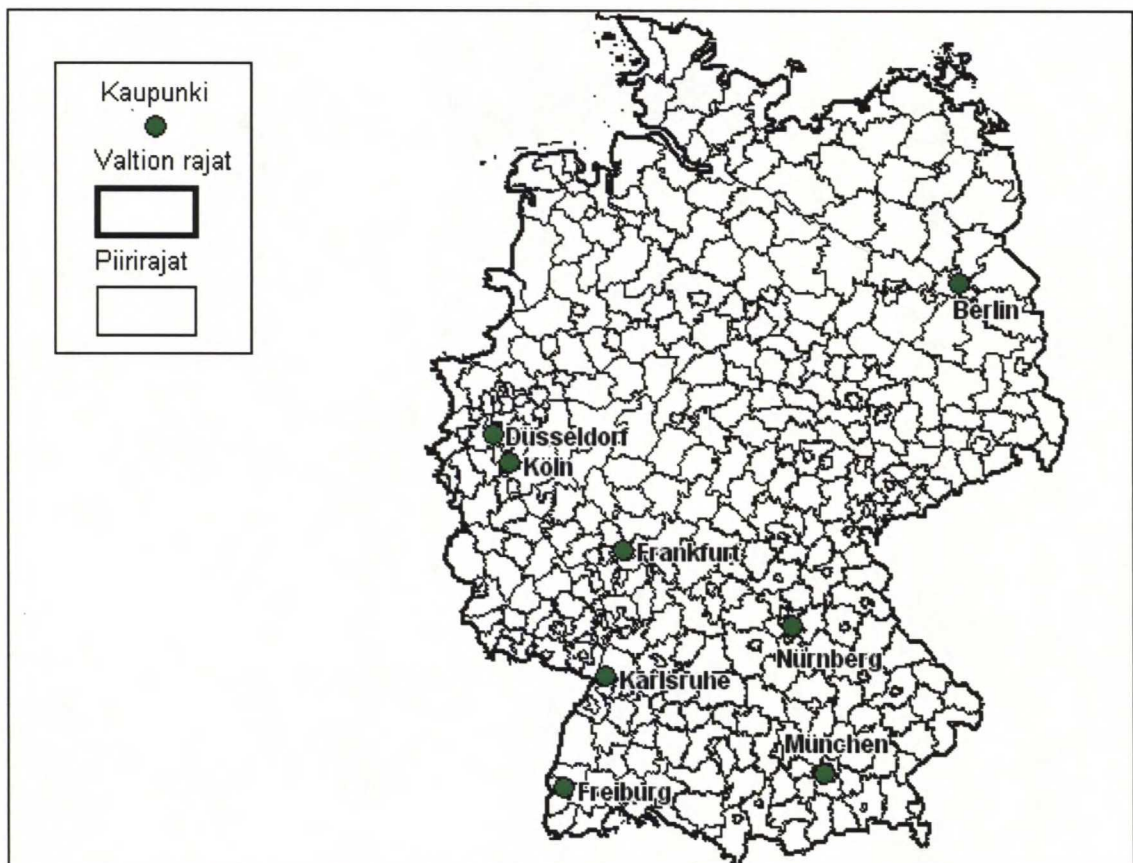 Kaupunki
Valtion rajat
Piirirajat
Berlin
Düsseldorf
Köln
Frankfurt
Nürnberg
Karlsruhe
München
Freiburg